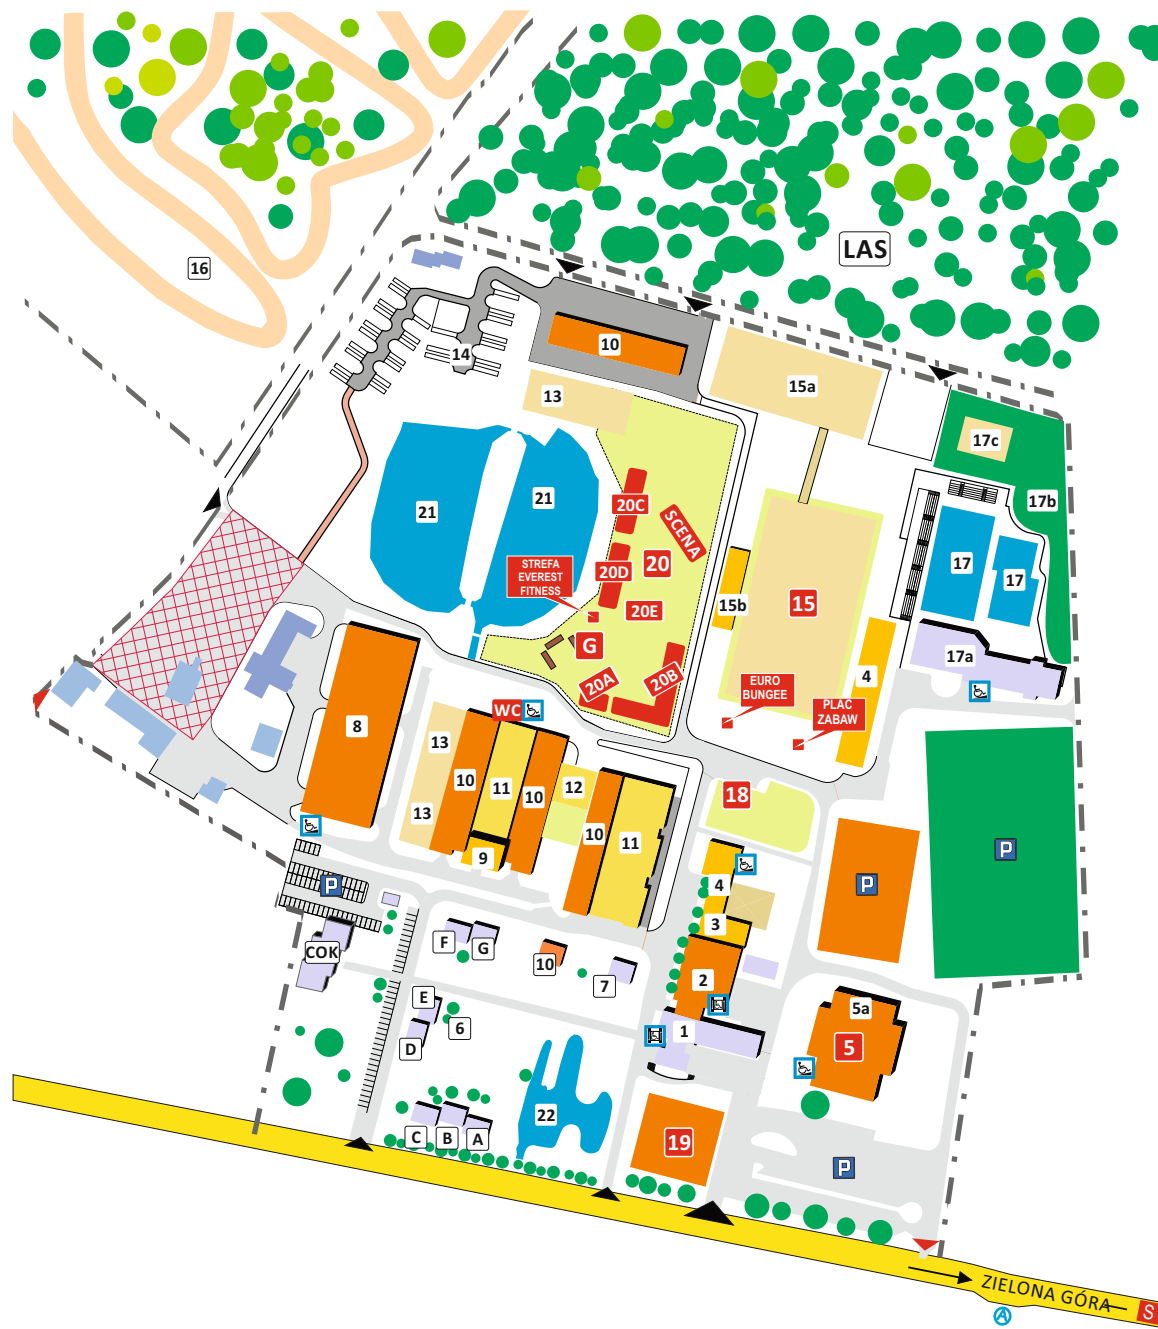 LAS
16
14
10
15a
13
17c
17b
21
21
20C
SCENA
STREFA
EVEREST
FITNESS
20D
20
17
17
15b
15
20E
G
17a
4
20A
20B
EURO
BUNGEE
PLAC
ZABAW
WC
8
13
10
11
10
12
18
13
10
11
9
P
P
P
4
3
COK
F
G
10
7
2
E
D
6
1
5a
5
22
C
B
A
19
P
ZIELONA GÓRA
S
A